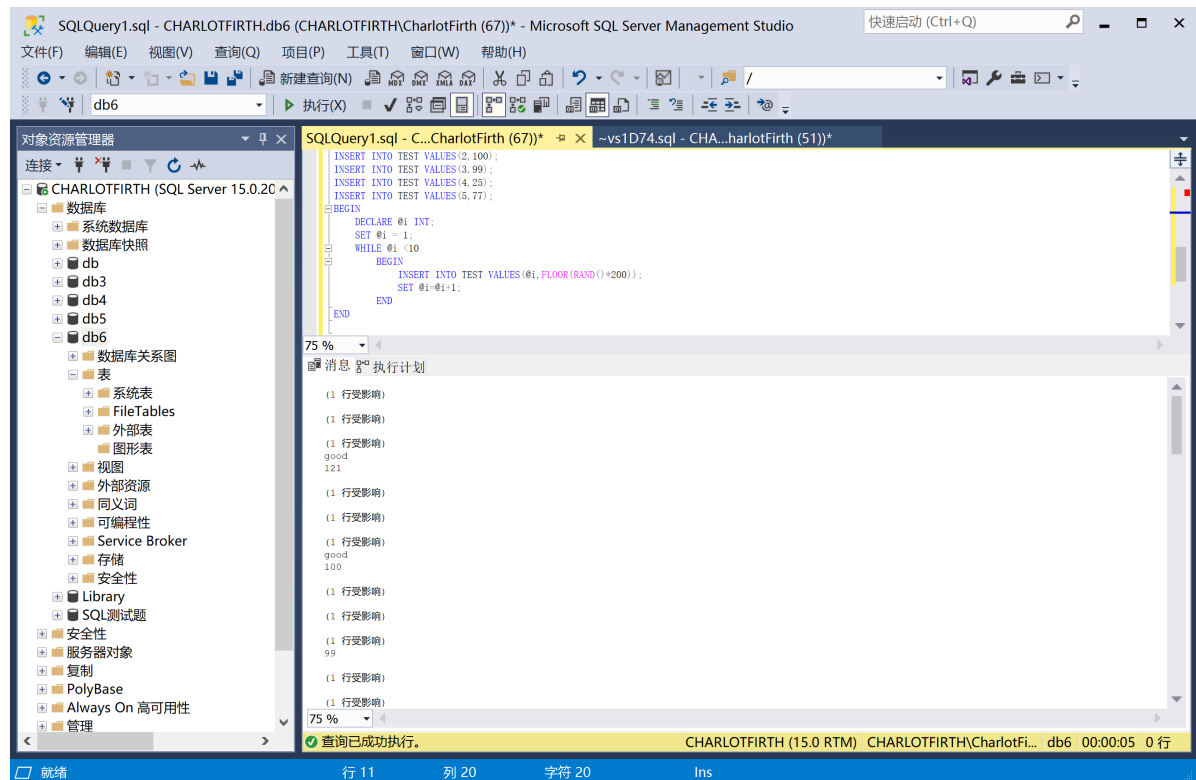 SQLQuery1.sql - CHARLOTFIRTH.db6 (CHARLOTFIRTH\CharlotFirth (67))* - Microsoft SQL Server Management Studio
快速启动 (Ctrl+Q)
文件(F) 编辑(E) 视图(V) 查询(Q) 项目(P) 工具(T) 窗口(W) 帮助(H)
新建查询(N) MDX DMX XMLA DAX /
db6 执行(X)
对象资源管理器
连接
CHARLOTFIRTH (SQL Server 15.0.20
数据库
系统数据库
数据库快照
db
db3
db4
db5
db6
数据库关系图
表
系统表
FileTables
外部表
图形表
视图
外部资源
同义词
可编程性
Service Broker
存储
安全性
Library
SQL测试题
安全性
服务器对象
复制
PolyBase
Always On 高可用性
管理
SQLQuery1.sql - C...CharlotFirth (67))* ~vs1D74.sql - CHA...harlotFirth (51))*
INSERT INTO TEST VALUES(2,100);
INSERT INTO TEST VALUES(3,99);
INSERT INTO TEST VALUES(4,25);
INSERT INTO TEST VALUES(5,77);
BEGIN
DECLARE @i INT;
SET @i = 1;
WHILE @i <10
BEGIN
INSERT INTO TEST VALUES(@i,FLOOR(RAND()*200));
SET @i=@i+1;
END
END
75 %
消息 执行计划
(1 行受影响)
(1 行受影响)
(1 行受影响)
good
121
(1 行受影响)
(1 行受影响)
(1 行受影响)
good
100
(1 行受影响)
(1 行受影响)
(1 行受影响)
99
(1 行受影响)
(1 行受影响)
75 %
查询已成功执行。 CHARLOTFIRTH (15.0 RTM) CHARLOTFIRTH\CharlotFi... db6 00:00:05 0 行
就绪 行 11 列 20 字符 20 Ins